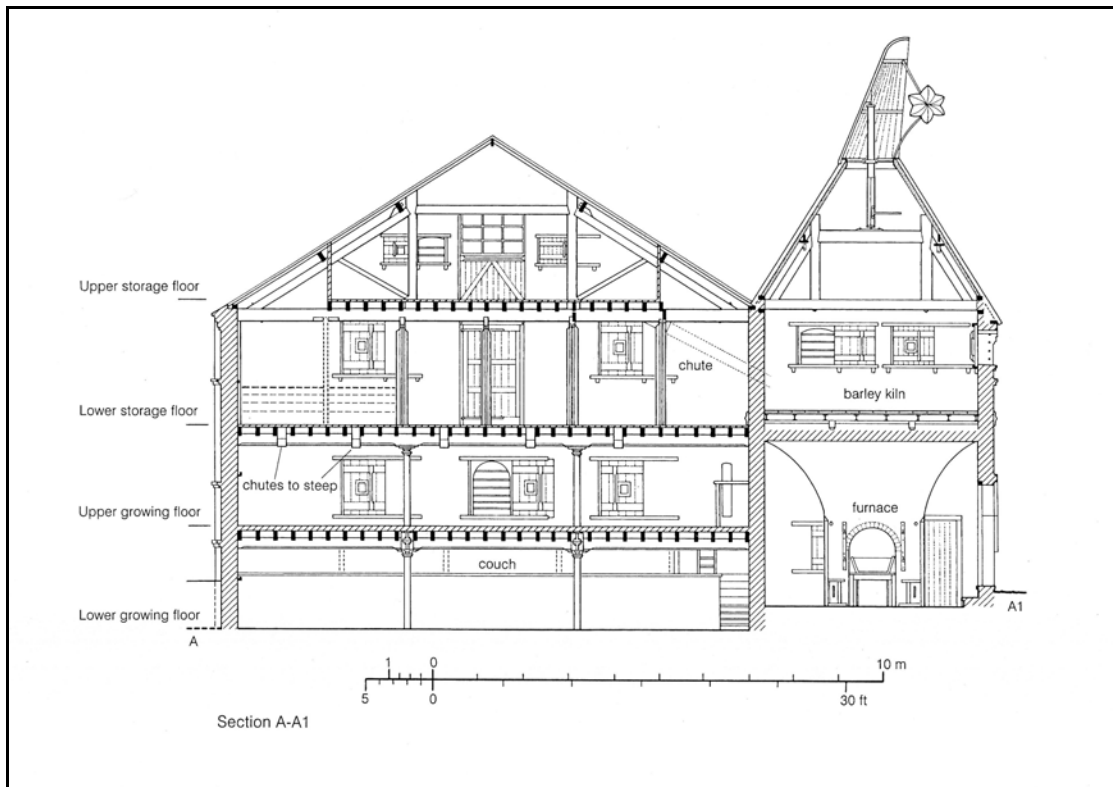 Upper storage floor
chute
barley kiln
Lower storage floor
chutes to steep
furnace
Upper growing floor
couch
Lower growing floor
A
A1
1 0 10 m
5 0 30 ft
Section A-A1